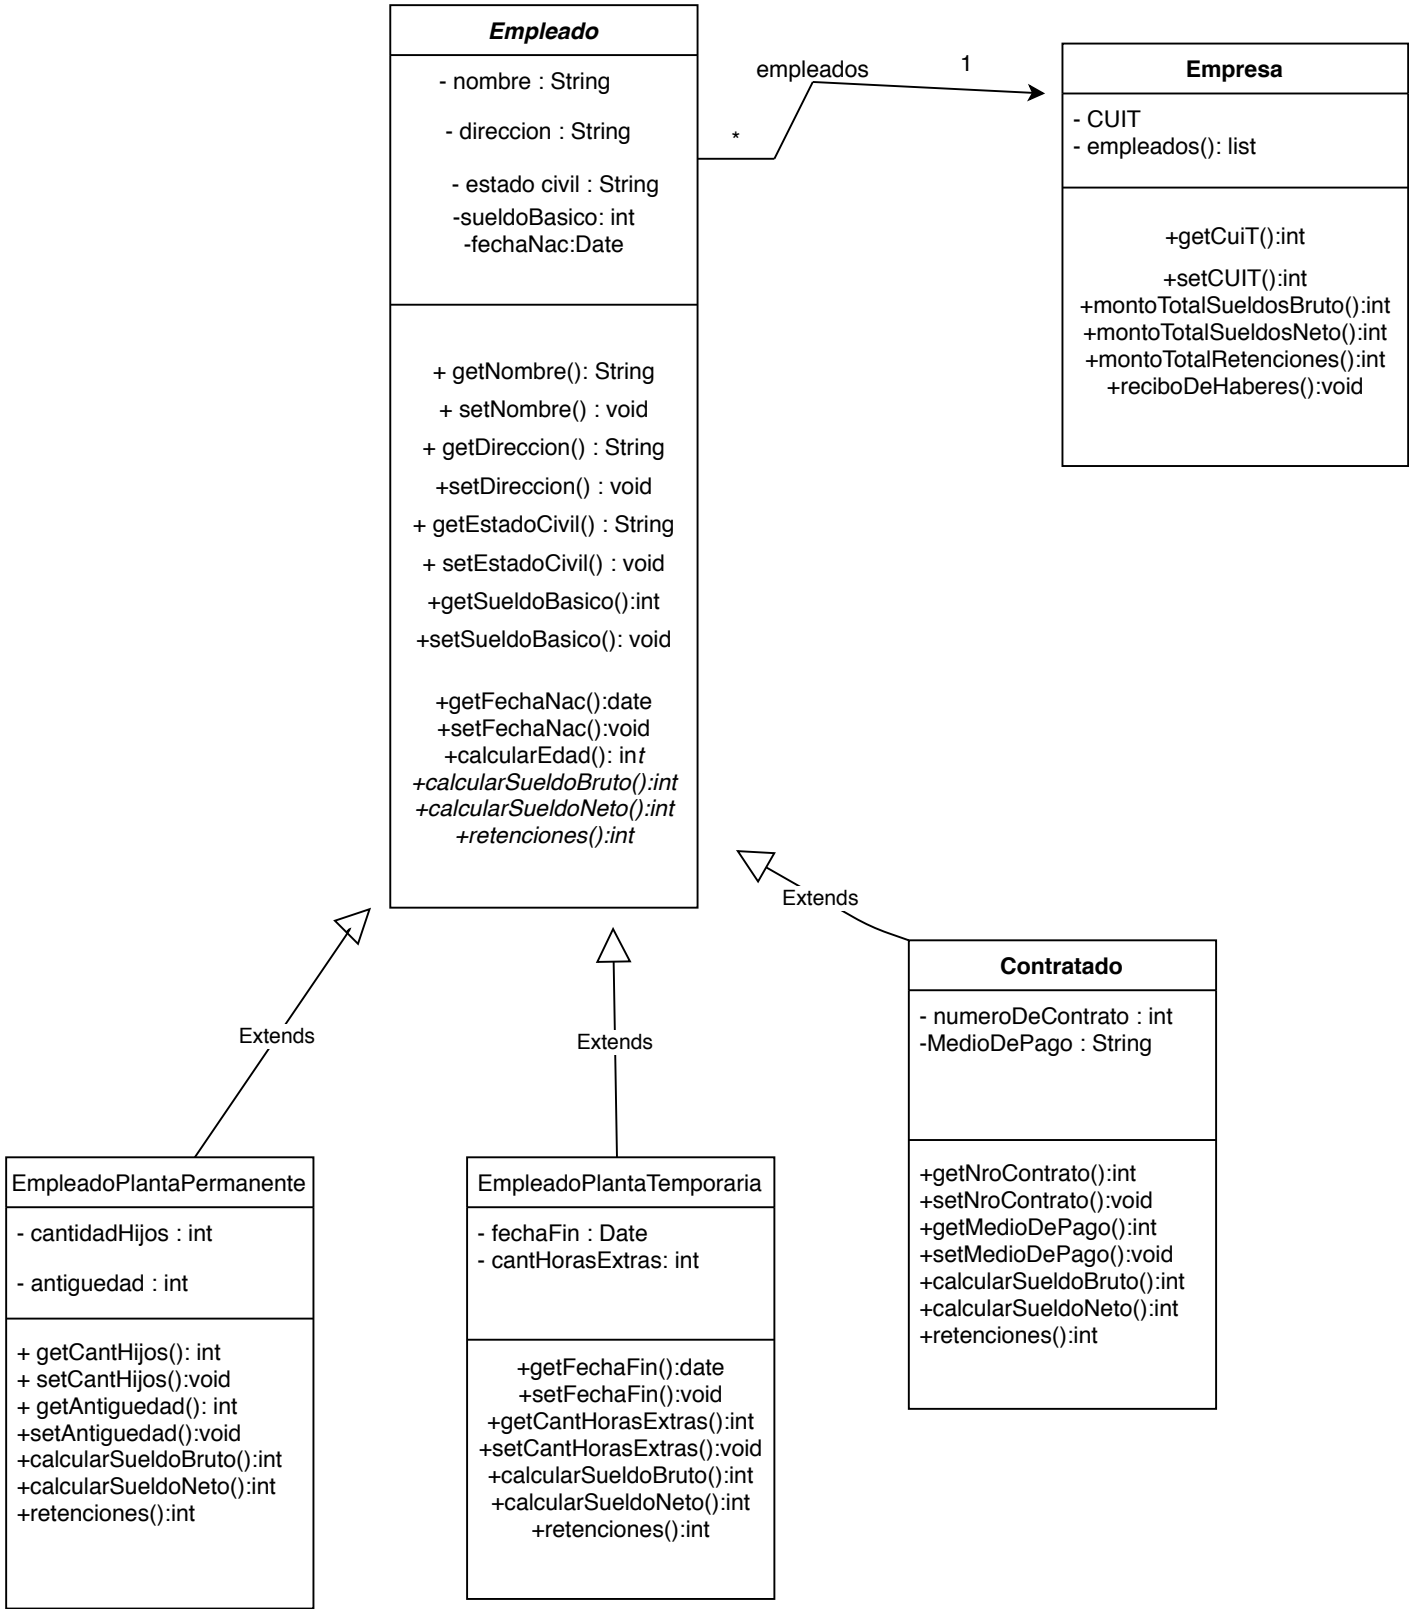 Empleado
- nombre : String
- direccion : String
- estado civil : String
-sueldoBasico: int
-fechaNac:Date
+ getNombre(): String
+ setNombre() : void
+ getDireccion() : String
+setDireccion() : void
+ getEstadoCivil() : String
+ setEstadoCivil() : void
+getSueldoBasico():int
+setSueldoBasico(): void
+getFechaNac():date
+setFechaNac():void
+calcularEdad(): int
+calcularSueldoBruto():int
+calcularSueldoNeto():int
+retenciones():int
empleados
1
*
Empresa
- CUIT
- empleados(): list
+getCuiT():int
+setCUIT():int
+montoTotalSueldosBruto():int
+montoTotalSueldosNeto():int
+montoTotalRetenciones():int
+reciboDeHaberes():void
Extends
Extends
Extends
EmpleadoPlantaPermanente
- cantidadHijos : int
- antiguedad : int
+ getCantHijos(): int
+ setCantHijos():void
+ getAntiguedad(): int
+setAntiguedad():void
+calcularSueldoBruto():int
+calcularSueldoNeto():int
+retenciones():int
EmpleadoPlantaTemporaria
- fechaFin : Date
- cantHorasExtras: int
+getFechaFin():date
+setFechaFin():void
+getCantHorasExtras():int
+setCantHorasExtras():void
+calcularSueldoBruto():int
+calcularSueldoNeto():int
+retenciones():int
Contratado
- numeroDeContrato : int
-MedioDePago : String
+getNroContrato():int
+setNroContrato():void
+getMedioDePago():int
+setMedioDePago():void
+calcularSueldoBruto():int
+calcularSueldoNeto():int
+retenciones():int